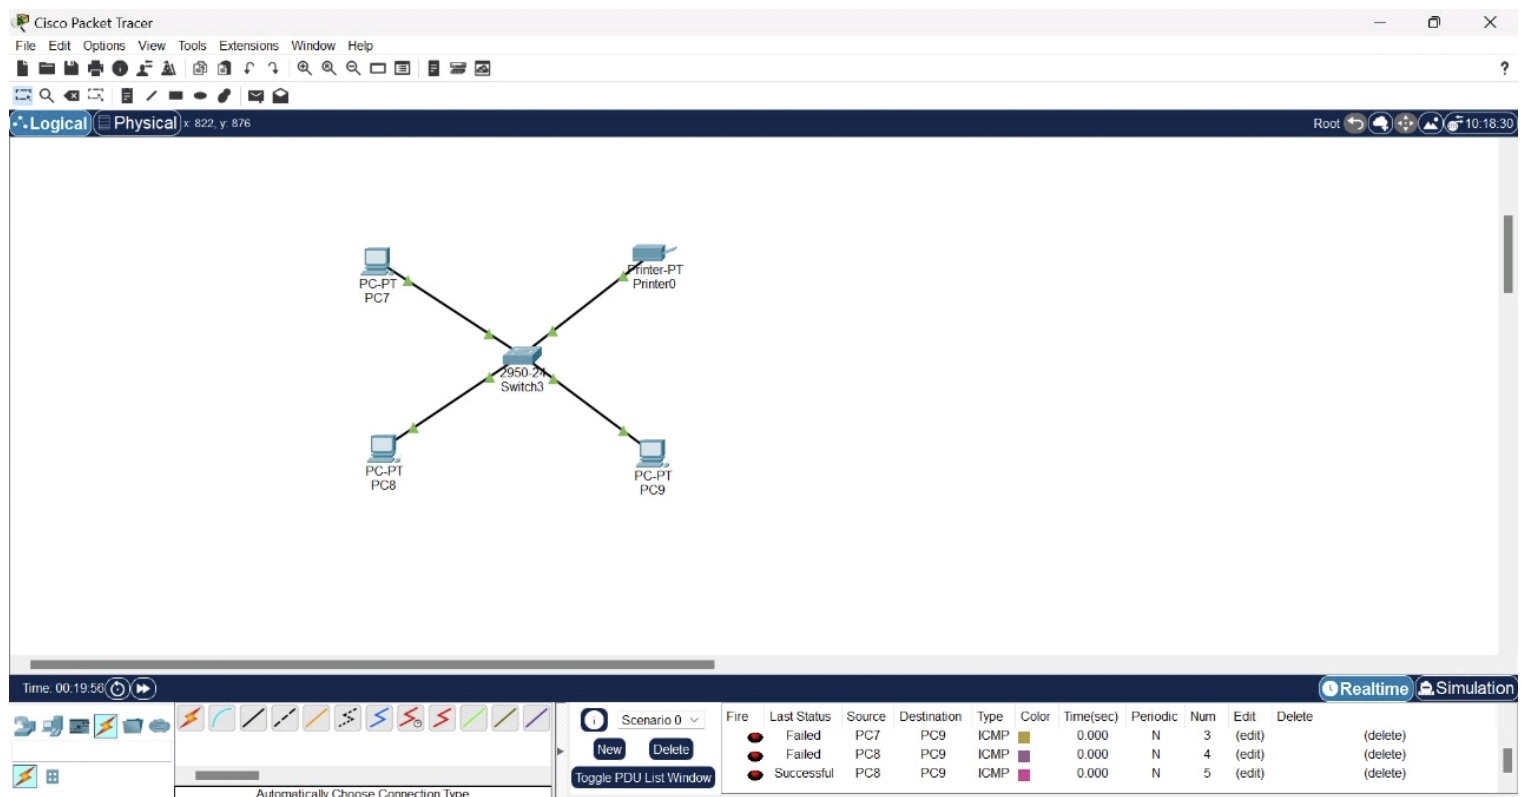 Cisco Packet Tracer
File Edit Options View Tools Extensions Window Help
?
Logical Physical x: 822, y: 876 Root 10:18:30
PC-PT
PC7
Printer-PT
Printer0
2950-24
Switch3
PC-PT
PC8
PC-PT
PC9
Time: 00:19:56 Realtime Simulation
Scenario 0
New Delete
Toggle PDU List Window
Fire Last Status Source Destination Type Color Time(sec) Periodic Num Edit Delete
Failed PC7 PC9 ICMP 0.000 N 3 (edit) (delete)
Failed PC8 PC9 ICMP 0.000 N 4 (edit) (delete)
Successful PC8 PC9 ICMP 0.000 N 5 (edit) (delete)
Automatically Choose Connection Type